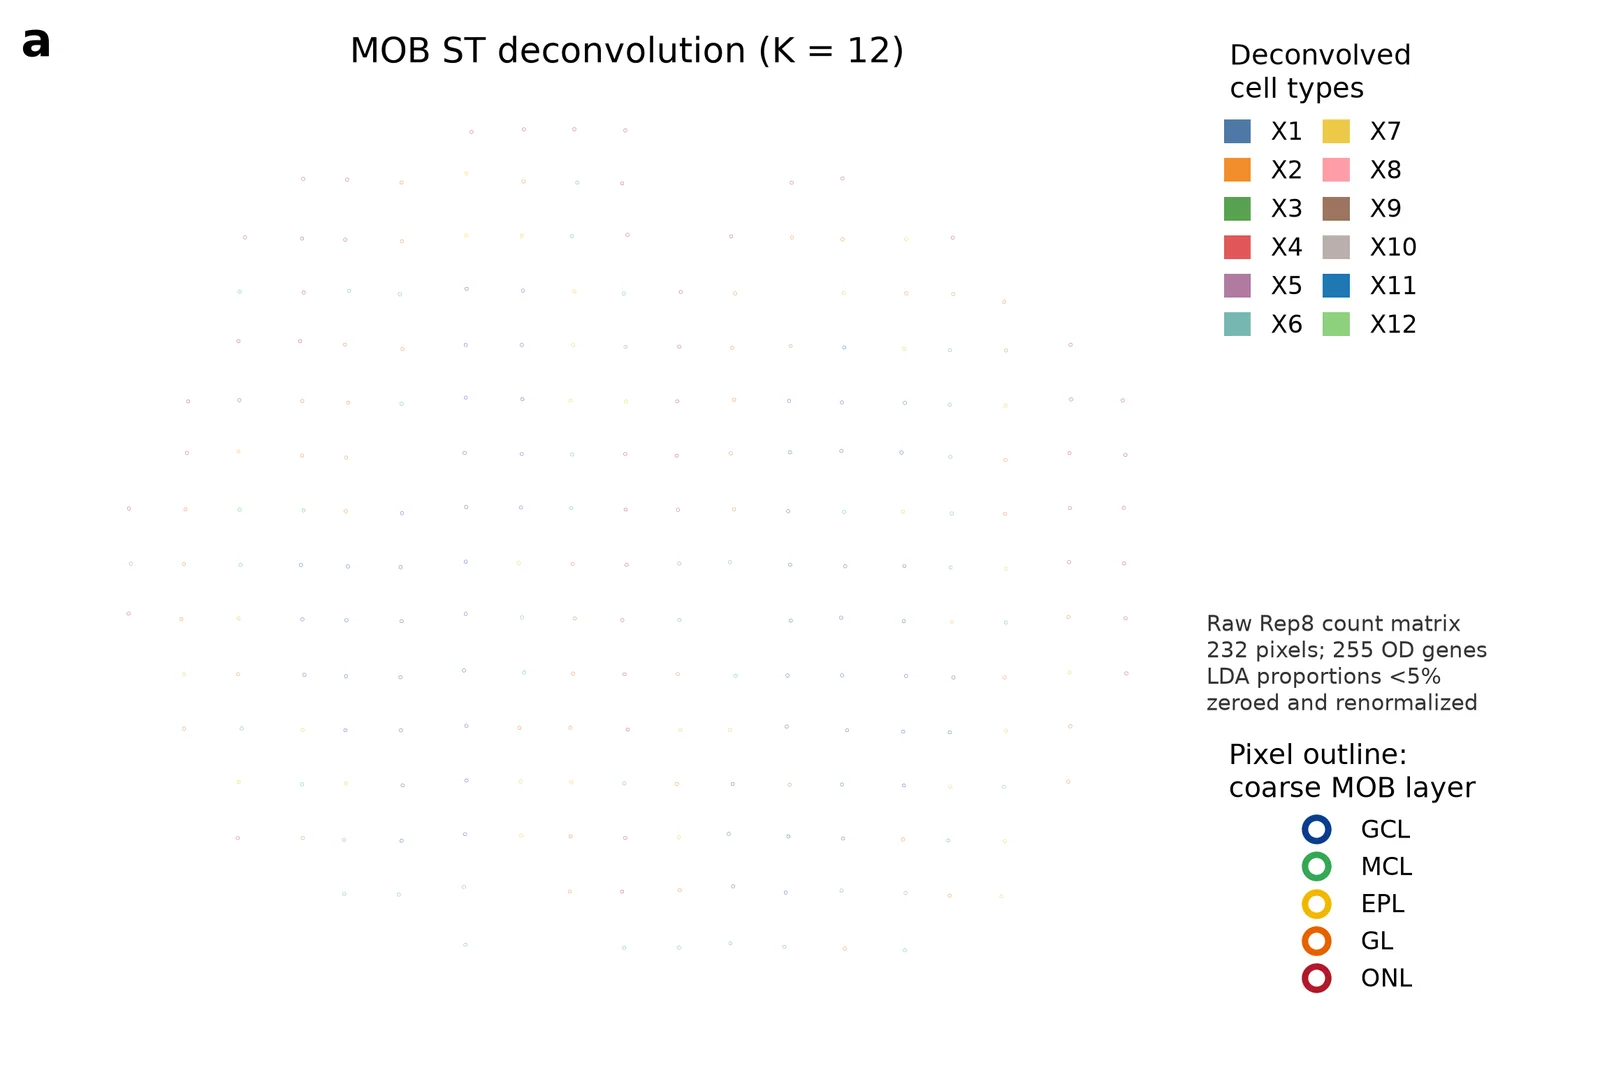 a
MOB ST deconvolution (K = 12)
Deconvolved
cell types
X1
X7
X2
X8
X3
X9
X4
X10
X5
X11
X6
X12
Raw Rep8 count matrix
232 pixels; 255 OD genes
LDA proportions <5%
zeroed and renormalized
Pixel outline:
coarse MOB layer
GCL
MCL
EPL
GL
ONL